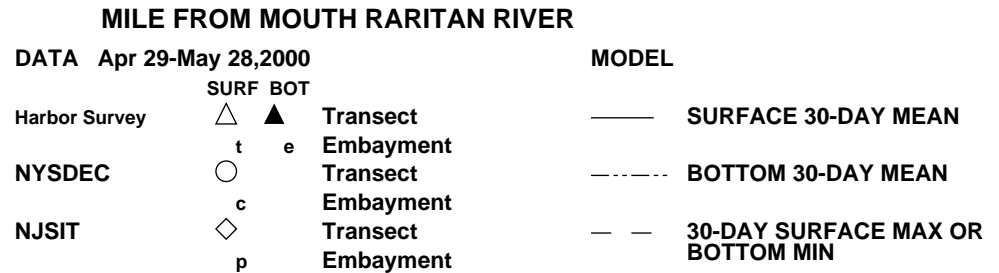 MILE FROM MOUTH RARITAN RIVER
DATA Apr 29-May 28,2000 MODEL
SURF BOT
Harbor Survey Transect SURFACE 30-DAY MEAN
t e Embayment
NYSDEC Transect BOTTOM 30-DAY MEAN
c Embayment
NJSIT Transect 30-DAY SURFACE MAX OR
BOTTOM MIN
p Embayment